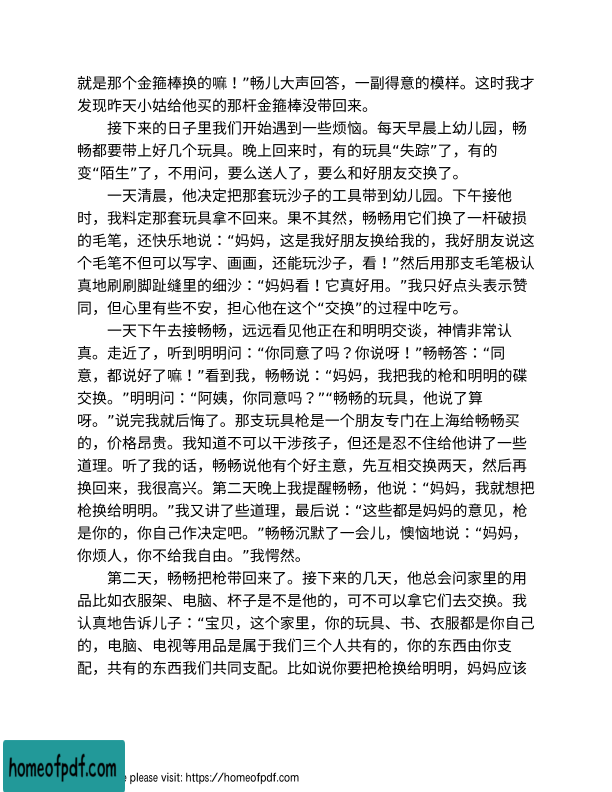 就是那个金箍棒换的嘛！”畅儿大声回答，一副得意的模样。这时我才
发现昨天小姑给他买的那杆金箍棒没带回来。
接下来的日子里我们开始遇到一些烦恼。每天早晨上幼儿园，畅
畅都要带上好几个玩具。晚上回来时，有的玩具“失踪”了，有的
变“陌生”了，不用问，要么送人了，要么和好朋友交换了。
一天清晨，他决定把那套玩沙子的工具带到幼儿园。下午接他
时，我料定那套玩具拿不回来。果不其然，畅畅用它们换了一杆破损
的毛笔，还快乐地说：“妈妈，这是我好朋友换给我的，我好朋友说这
个毛笔不但可以写字、画画，还能玩沙子，看！”然后用那支毛笔极认
真地刷刷脚趾缝里的细沙：“妈妈看！它真好用。”我只好点头表示赞
同，但心里有些不安，担心他在这个“交换”的过程中吃亏。
一天下午去接畅畅，远远看见他正在和明明交谈，神情非常认
真。走近了，听到明明问：“你同意了吗？你说呀！”畅畅答：“同
意，都说好了嘛！”看到我，畅畅说：“妈妈，我把我的枪和明明的碟
交换。”明明问：“阿姨，你同意吗？”“畅畅的玩具，他说了算
呀。”说完我就后悔了。那支玩具枪是一个朋友专门在上海给畅畅买
的，价格昂贵。我知道不可以干涉孩子，但还是忍不住给他讲了一些
道理。听了我的话，畅畅说他有个好主意，先互相交换两天，然后再
换回来，我很高兴。第二天晚上我提醒畅畅，他说：“妈妈，我就想把
枪换给明明。”我又讲了些道理，最后说：“这些都是妈妈的意见，枪
是你的，你自己作决定吧。”畅畅沉默了一会儿，懊恼地说：“妈妈，
你烦人，你不给我自由。”我愕然。
第二天，畅畅把枪带回来了。接下来的几天，他总会问家里的用
品比如衣服架、电脑、杯子是不是他的，可不可以拿它们去交换。我
认真地告诉儿子：“宝贝，这个家里，你的玩具、书、衣服都是你自己
的，电脑、电视等用品是属于我们三个人共有的，你的东西由你支
配，共有的东西我们共同支配。比如说你要把枪换给明明，妈妈应该
homeofpdf.com
e please visit: https://homeofpdf.com